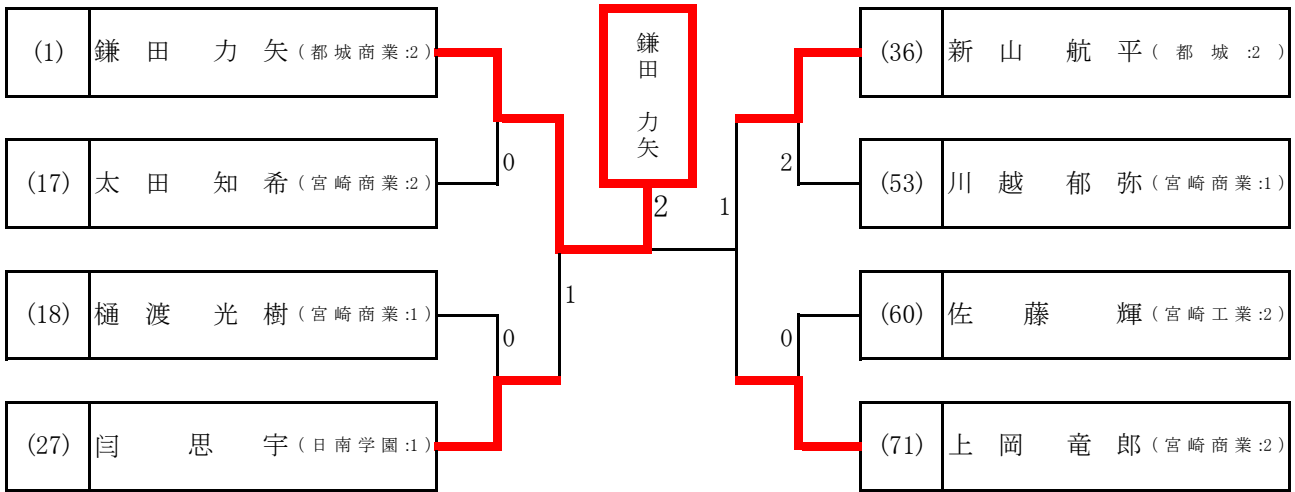 (1) 鎌田 力矢 (都城商業:2)
(17) 太田 知希 (宮崎商業:2)
(18) 樋渡 光樹 (宮崎商業:1)
(27) 闫 思宇 (日南学園:1)
0
0
1
鎌田 力矢
2
1
2
0
(36) 新山 航平 (都城:2)
(53) 川越 郁弥 (宮崎商業:1)
(60) 佐藤 輝 (宮崎工業:2)
(71) 上岡 竜郎 (宮崎商業:2)